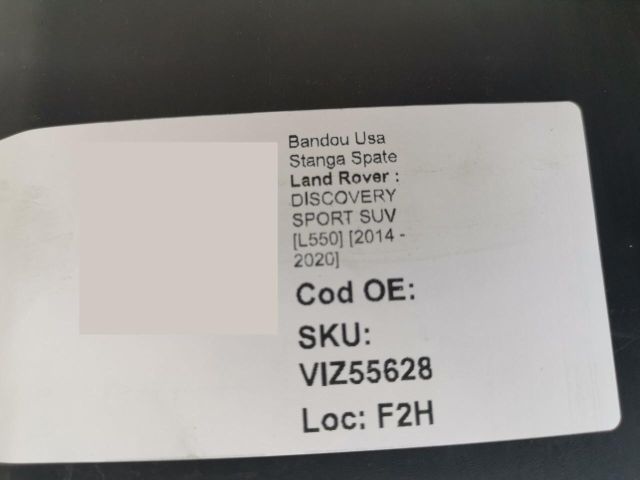 Bandou Usa
Stanga Spate
Land Rover :
DISCOVERY
SPORT SUV
[L550] [2014 -
2020]
Cod OE:
SKU:
VIZ55628
Loc: F2H